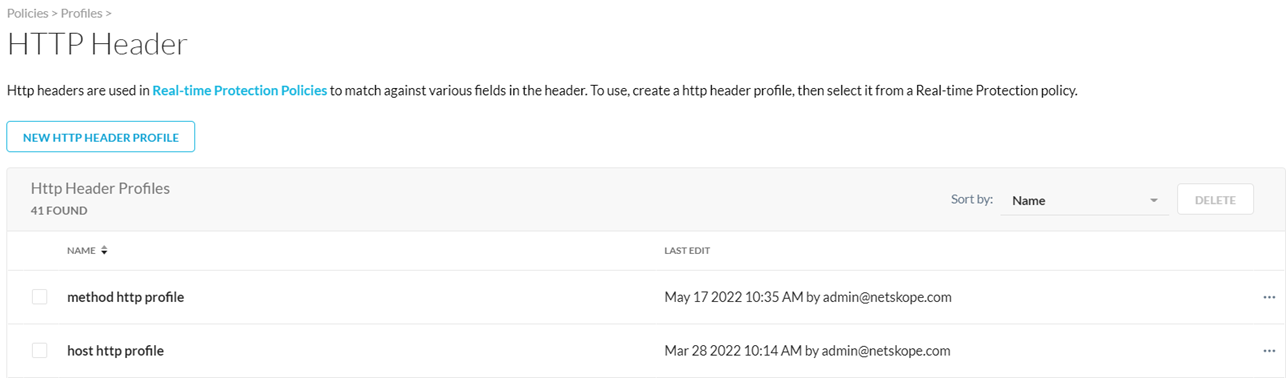 Policies > Profiles >
HTTP Header
Http headers are used in Real-time Protection Policies to match against various fields in the header. To use, create a http header profile, then select it from a Real-time Protection policy.
NEW HTTP HEADER PROFILE
Http Header Profiles
41 FOUND
Sort by: Name
DELETE
NAME LAST EDIT
method http profile May 17 2022 10:35 AM by admin@netskope.com ...
host http profile Mar 28 2022 10:14 AM by admin@netskope.com ...